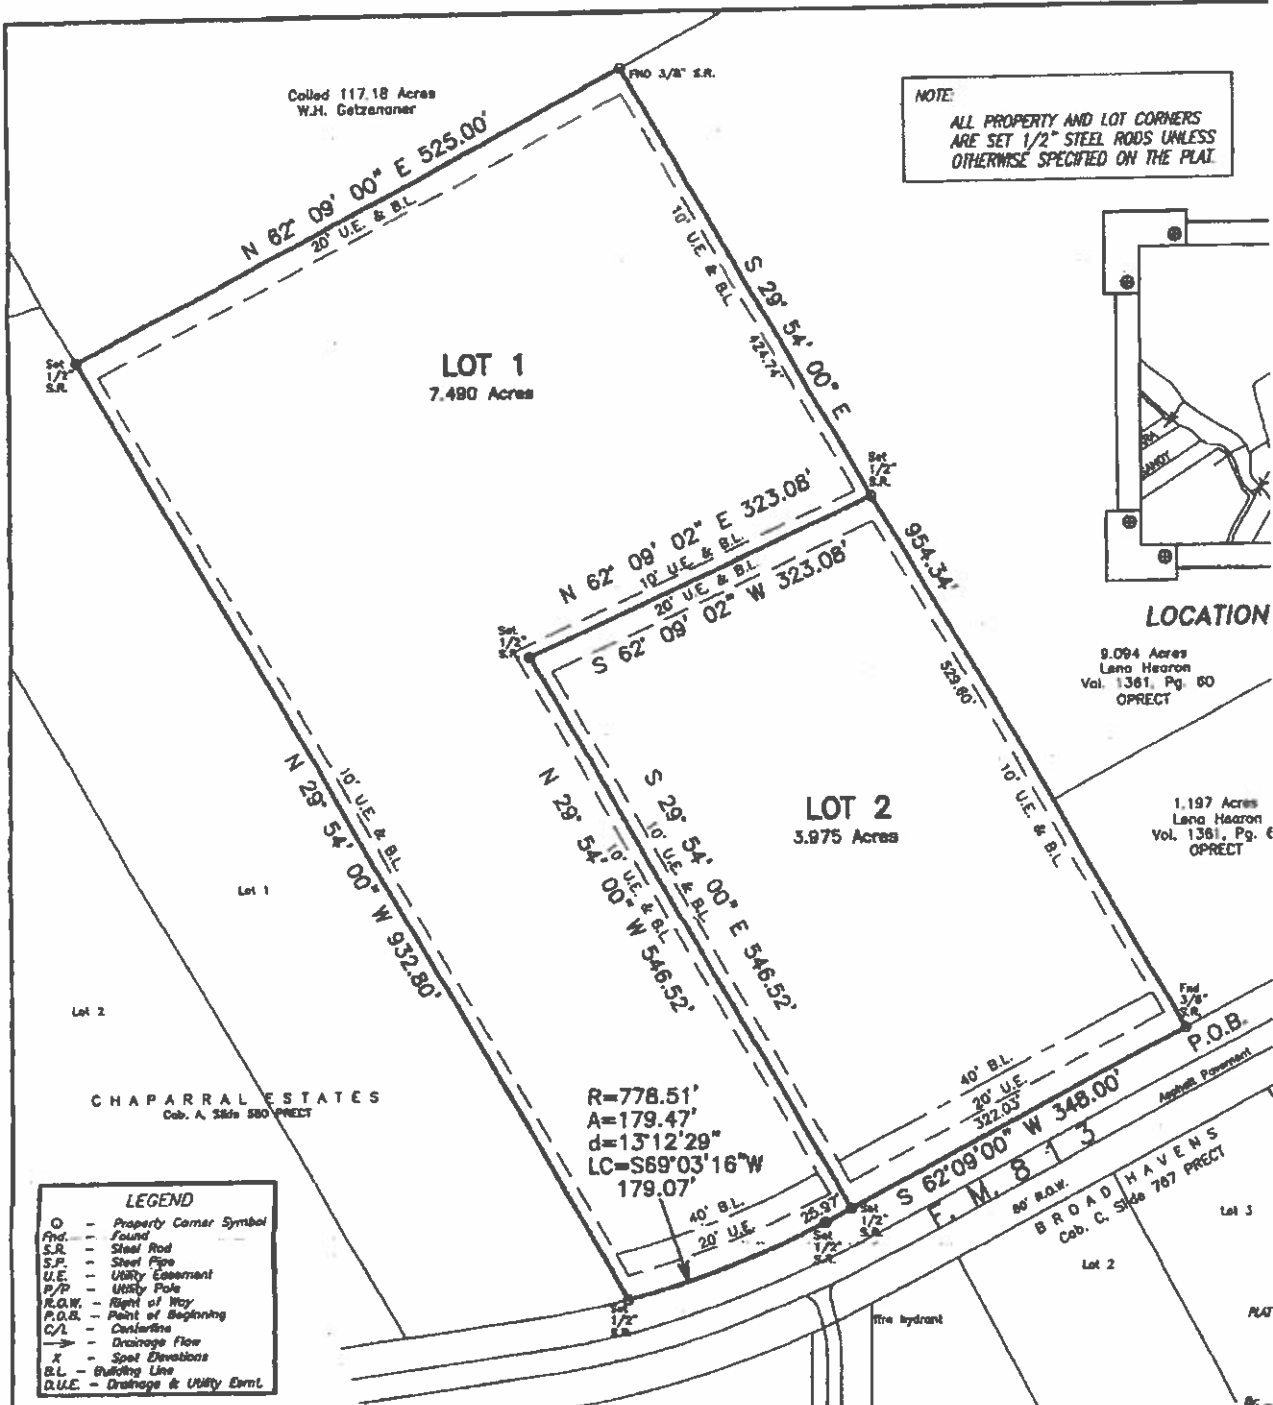 Called 117.18 Acres
W.H. Getzenaner
FND 3/8" S.R.
NOTE:
ALL PROPERTY AND LOT CORNERS
ARE SET 1/2" STEEL RODS UNLESS
OTHERWISE SPECIFIED ON THE PLAT.
N 62° 09' 00" E 525.00'
20' U.E. & B.L.
10' U.E. & B.L.
S 29° 54' 00" E
424.74'
954.34'
Set
1/2"
S.R.
LOT 1
7.490 Acres
Set
1/2"
S.R.
N 62° 09' 02" E 323.08'
10' U.E. & B.L.
20' U.E. & B.L.
S 62° 09' 02" W 323.08'
Set
1/2"
S.R.
SANDY
LOCATION
9.094 Acres
Lena Hearon
Vol. 1361, Pg. 60
OPRECT
529.60'
10' U.E. & B.L.
1.197 Acres
Lena Hearon
Vol. 1361, Pg. 6
OPRECT
LOT 2
3.975 Acres
N 29° 54' 00" W 932.80'
10' U.E. & B.L.
N 29° 54' 00" W 546.52'
10' U.E. & B.L.
S 29° 54' 00" E 546.52'
10' U.E. & B.L.
Lot 1
Lot 2
CHAPARRAL ESTATES
Cab. A, Slide 580 PRECT
R=778.51'
A=179.47'
d=13°12'29"
LC=S69°03'16"W
179.07'
Fnd
3/8"
S.R.
P.O.B.
40' B.L.
20' U.E.
322.03'
S 62°09'00" W 348.00'
Asphalt Pavement
F. M. 813
80' R.O.W.
BROAD HAVENS
Cab. C, Slide 767 PRECT
Lot 3
Lot 2
40' B.L.
20' U.E.
25.97'
Set
1/2"
S.R.
Set
1/2"
S.R.
Set
1/2"
S.R.
fire hydrant
PLAT
LEGEND
O - Property Corner Symbol
Fnd. - Found
S.R. - Steel Rod
S.P. - Steel Pipe
U.E. - Utility Easement
P/P - Utility Pole
R.O.W. - Right of Way
P.O.B. - Point of Beginning
C/L - Centerline
- Drainage Flow
X - Spot Elevations
B.L. - Building Line
D.U.E. - Drainage & Utility Esmt.